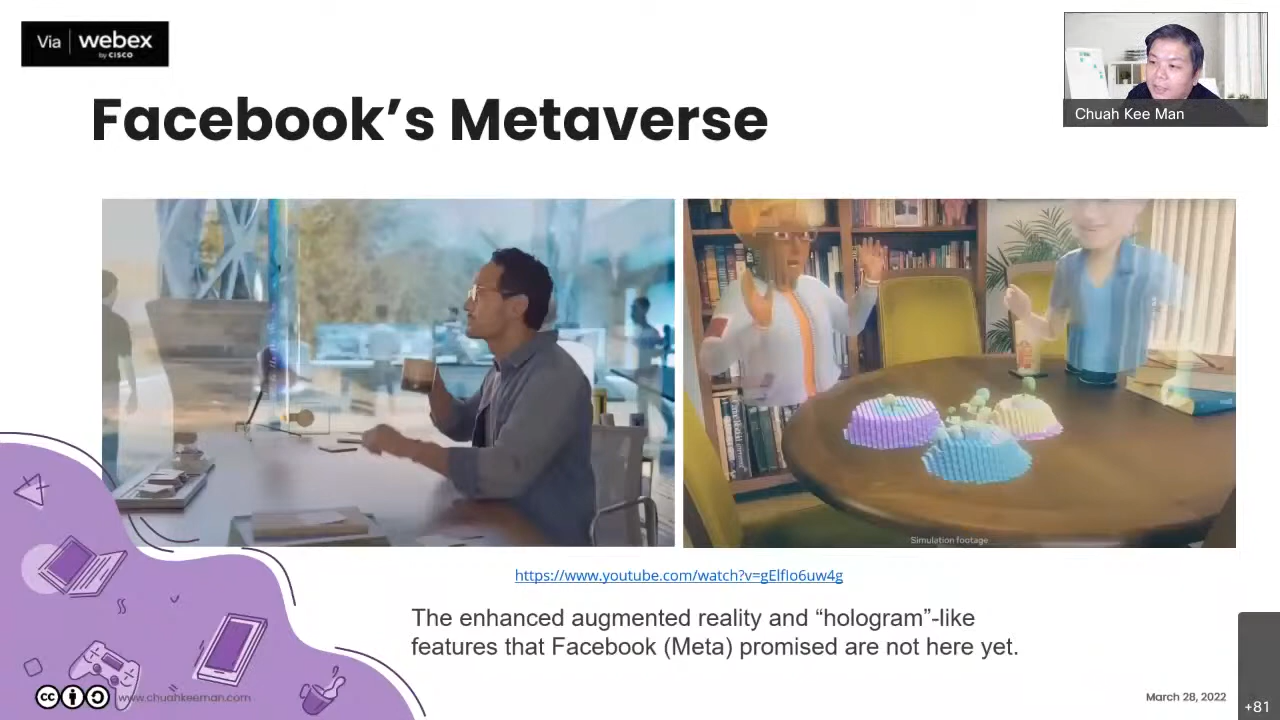 Via webex
by CISCO
Chuah Kee Man
Facebook’s Metaverse
Simulation footage
https://www.youtube.com/watch?v=gElfIo6uw4g
The enhanced augmented reality and “hologram”-like
features that Facebook (Meta) promised are not here yet.
cc
www.chuahkeeman.com
March 28, 2022
+81